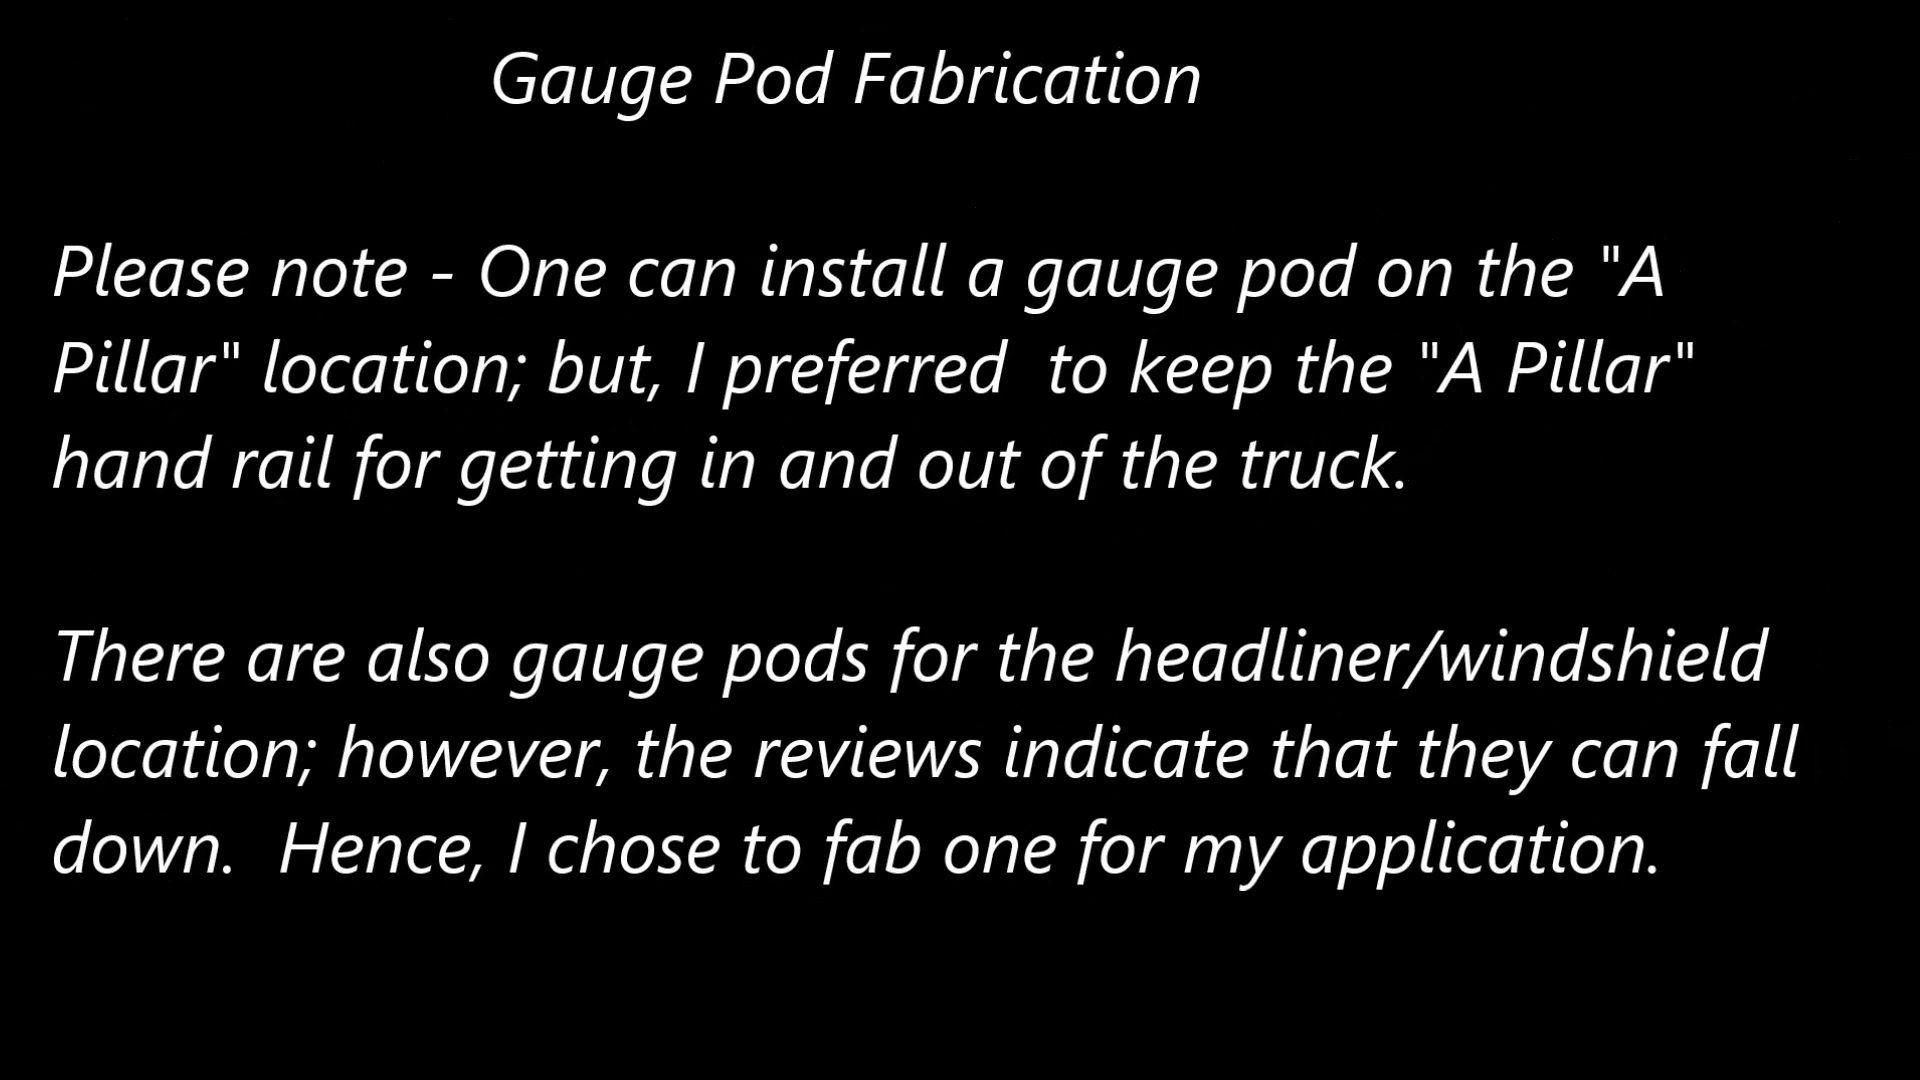 Gauge Pod Fabrication
Please note - One can install a gauge pod on the "A
Pillar" location; but, I preferred  to keep the "A Pillar"
hand rail for getting in and out of the truck.
There are also gauge pods for the headliner/windshield
location; however, the reviews indicate that they can fall
down.  Hence, I chose to fab one for my application.